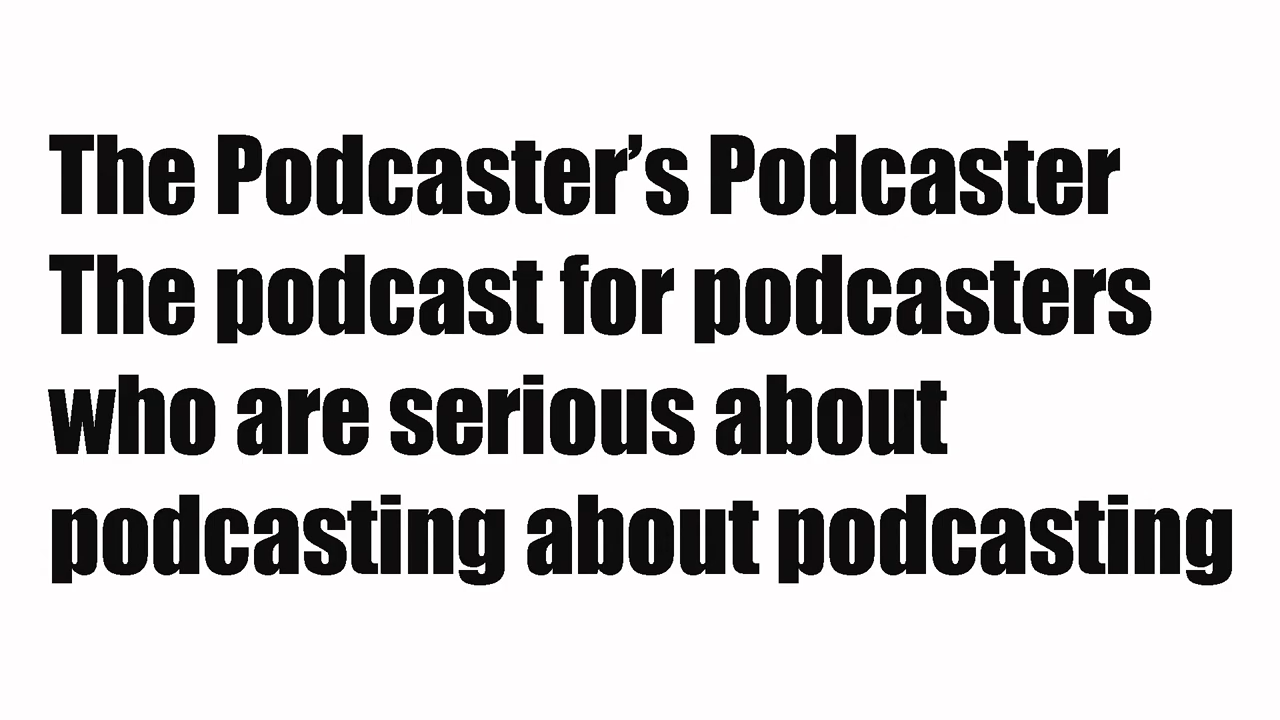 The Podcaster’s Podcaster
The podcast for podcasters
who are serious about
podcasting about podcasting